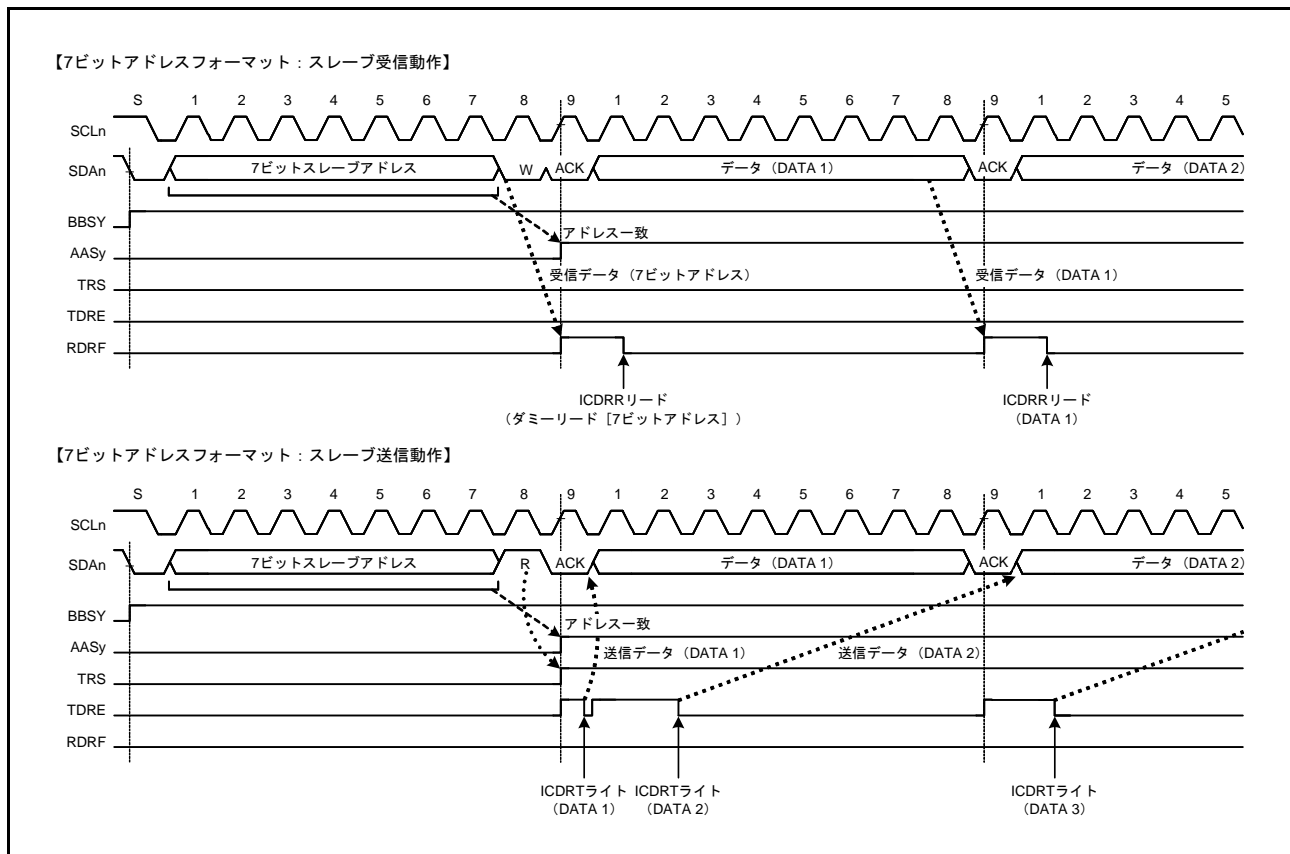 【7ビットアドレスフォーマット：スレーブ受信動作】
S 1 2 3 4 5 6 7 8 9 1 2 3 4 5 6 7 8 9 1 2 3 4 5
SCLn
SDAn 7ビットスレーブアドレス W ACK データ（DATA 1） ACK データ（DATA 2）
BBSY
アドレス一致
AASy
受信データ（7ビットアドレス） 受信データ（DATA 1）
TRS
TDRE
RDRF
ICDRRリード ICDRRリード
（ダミーリード［7ビットアドレス］） （DATA 1）
【7ビットアドレスフォーマット：スレーブ送信動作】
S 1 2 3 4 5 6 7 8 9 1 2 3 4 5 6 7 8 9 1 2 3 4 5
SCLn
SDAn 7ビットスレーブアドレス R ACK データ（DATA 1） ACK データ（DATA 2）
BBSY
アドレス一致
AASy
送信データ（DATA 1） 送信データ（DATA 2）
TRS
TDRE
RDRF
ICDRTライト ICDRTライト ICDRTライト
（DATA 1） （DATA 2） （DATA 3）